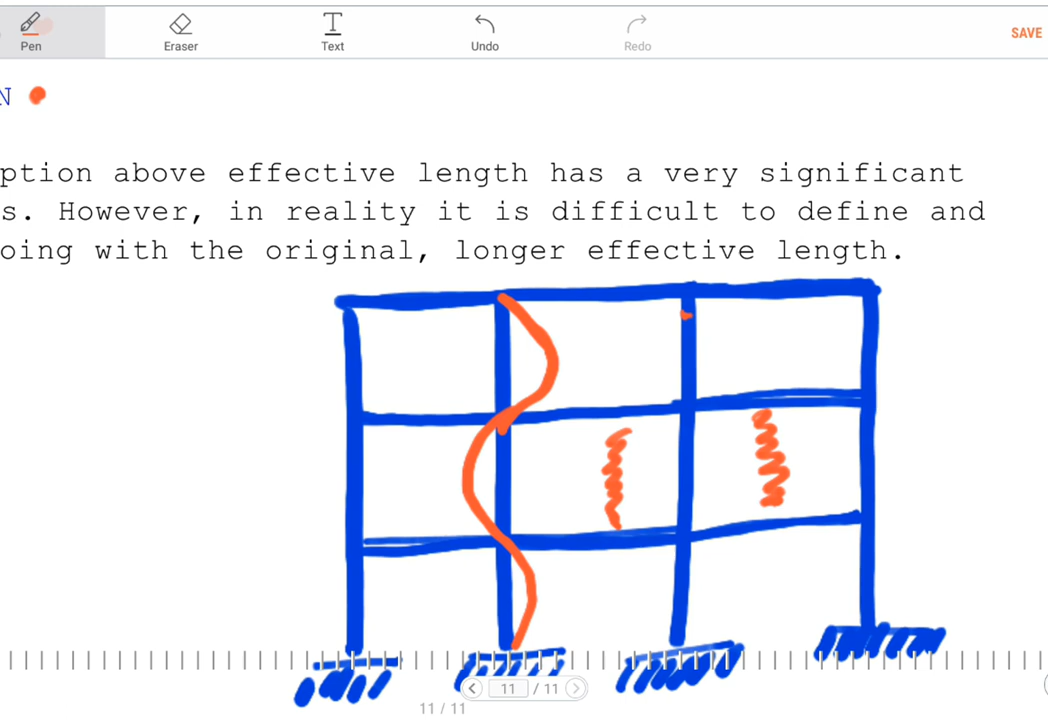 Pen
Eraser
Text
Undo
Redo
SAVE
N
ption above effective length has a very significant
s. However, in reality it is difficult to define and
oing with the original, longer effective length.
11 / 11
11 / 11